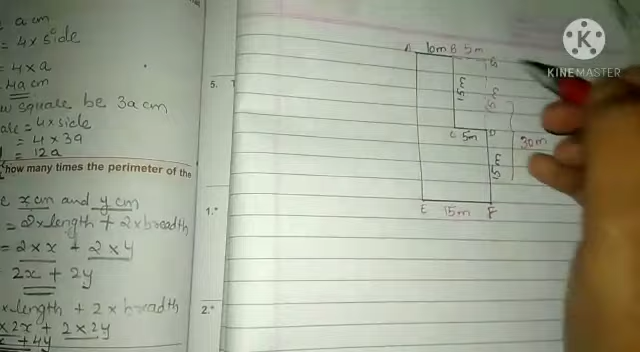 a cm
= 4 x side
= 4 x a
= 4a cm
w square be 3a cm
= 4 x side
= 4 x 3a
= 12a
how many times the perimeter of the
x cm and y cm
= 2 x length + 2 x breadth
= 2 x x + 2 x y
= 2x + 2y
x length + 2 x breadth
x 2x + 2 x 2y
+ 4y
5.
1.*
2.*
A 10m B 5m
15m
C 5m D
30m
15m
E 15m F
KINEMASTER